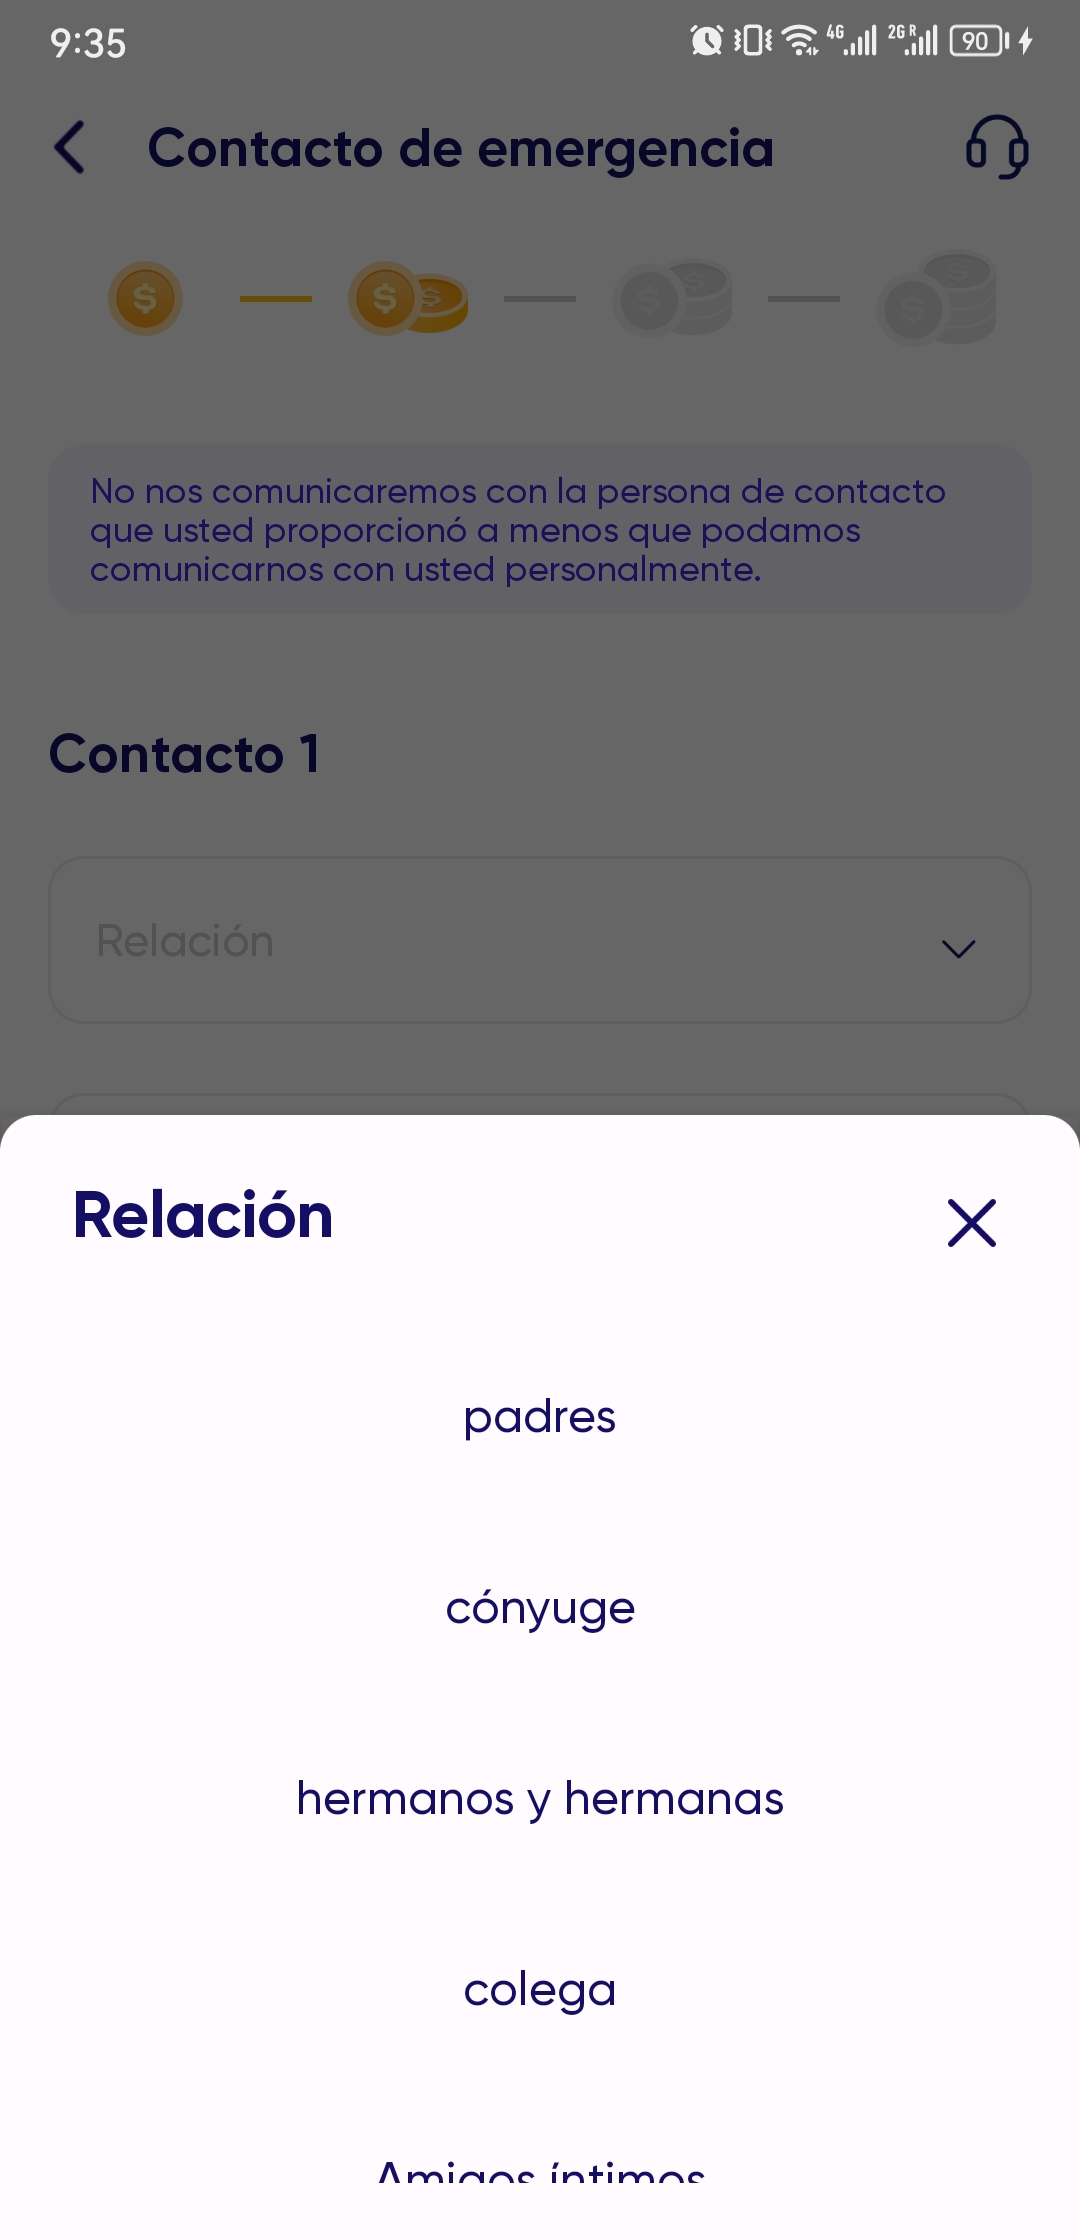 9:35
4G
2G R
90
Contacto de emergencia
No nos comunicaremos con la persona de contacto
que usted proporcionó a menos que podamos
comunicarnos con usted personalmente.
Contacto 1
Relación
Relación
padres
cónyuge
hermanos y hermanas
colega
Amigos íntimos